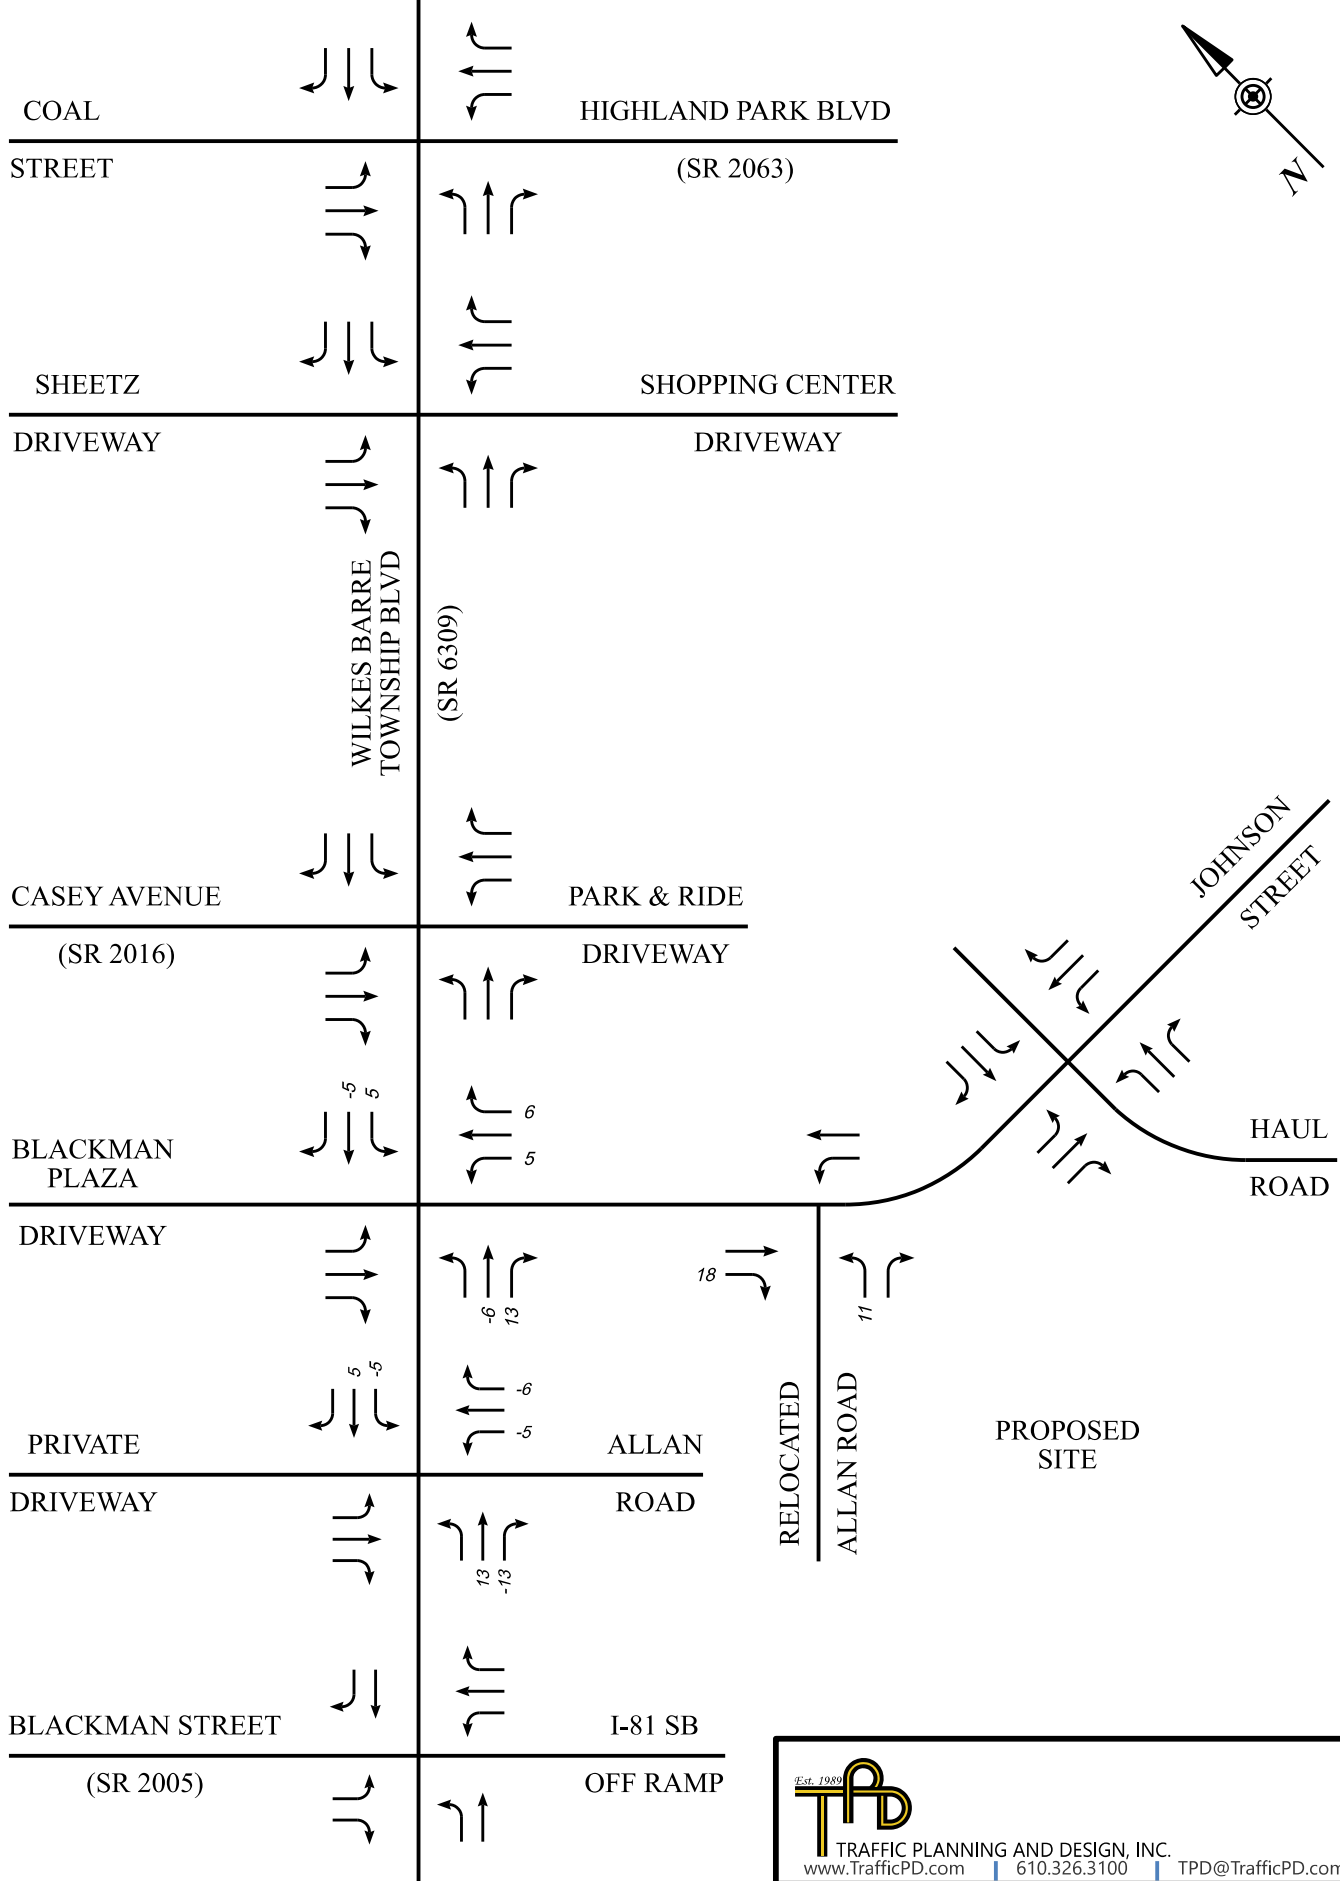 COAL
STREET
HIGHLAND PARK BLVD
(SR 2063)
N
SHEETZ
DRIVEWAY
SHOPPING CENTER
DRIVEWAY
WILKES BARRE
TOWNSHIP BLVD
(SR 6309)
CASEY AVENUE
(SR 2016)
PARK & RIDE
DRIVEWAY
JOHNSON
STREET
-5
5
6
5
BLACKMAN
PLAZA
DRIVEWAY
HAUL
ROAD
-6
13
18
11
5
-5
-6
-5
PRIVATE
DRIVEWAY
ALLAN
ROAD
RELOCATED
ALLAN ROAD
PROPOSED
SITE
13
-13
BLACKMAN STREET
(SR 2005)
I-81 SB
OFF RAMP
Est. 1989
TPD
TRAFFIC PLANNING AND DESIGN, INC.
www.TrafficPD.com | 610.326.3100 | TPD@TrafficPD.com